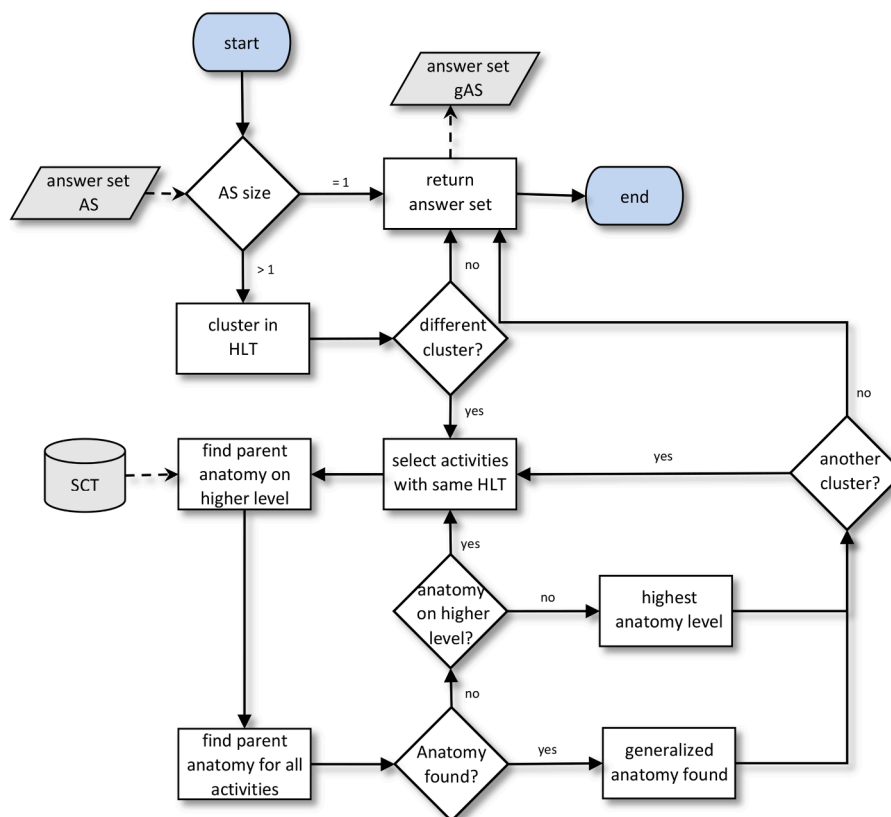 start
answer set
gAS
answer set
AS
AS size
= 1
return
answer set
end
> 1
no
cluster in
HLT
different
cluster?
yes
no
find parent
anatomy on
higher level
SCT
select activities
with same HLT
yes
another
cluster?
yes
anatomy
on higher
level?
no
highest
anatomy level
no
find parent
anatomy for all
activities
Anatomy
found?
yes
generalized
anatomy found